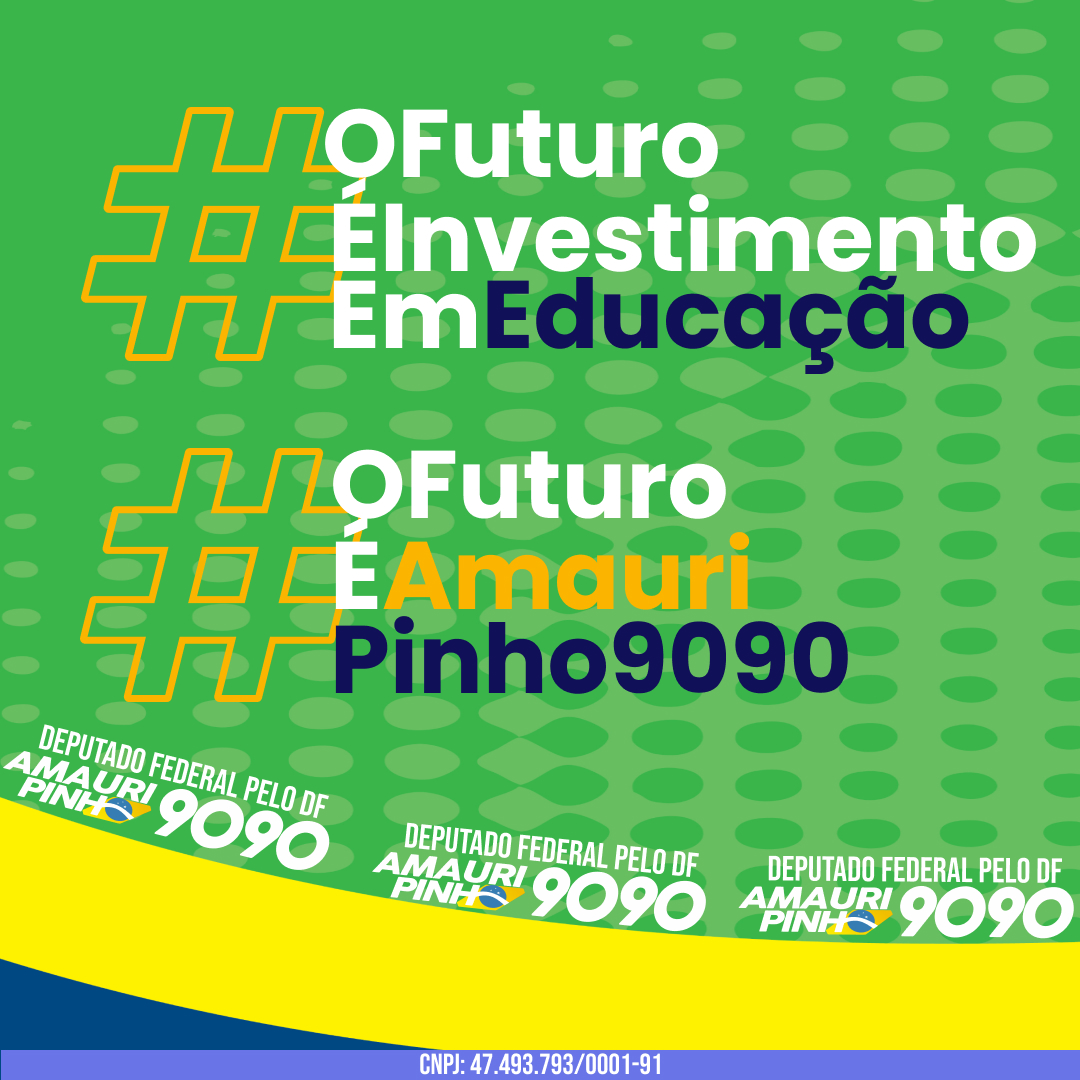 #OFuturo
ÉInvestimento
EmEducação
#OFuturo
ÉAmauri
Pinho9090
DEPUTADO FEDERAL PELO DF
AMAURI
PINHO 9090
DEPUTADO FEDERAL PELO DF
AMAURI
PINHO 9090
DEPUTADO FEDERAL PELO DF
AMAURI
PINHO 9090
CNPJ: 47.493.793/0001-91